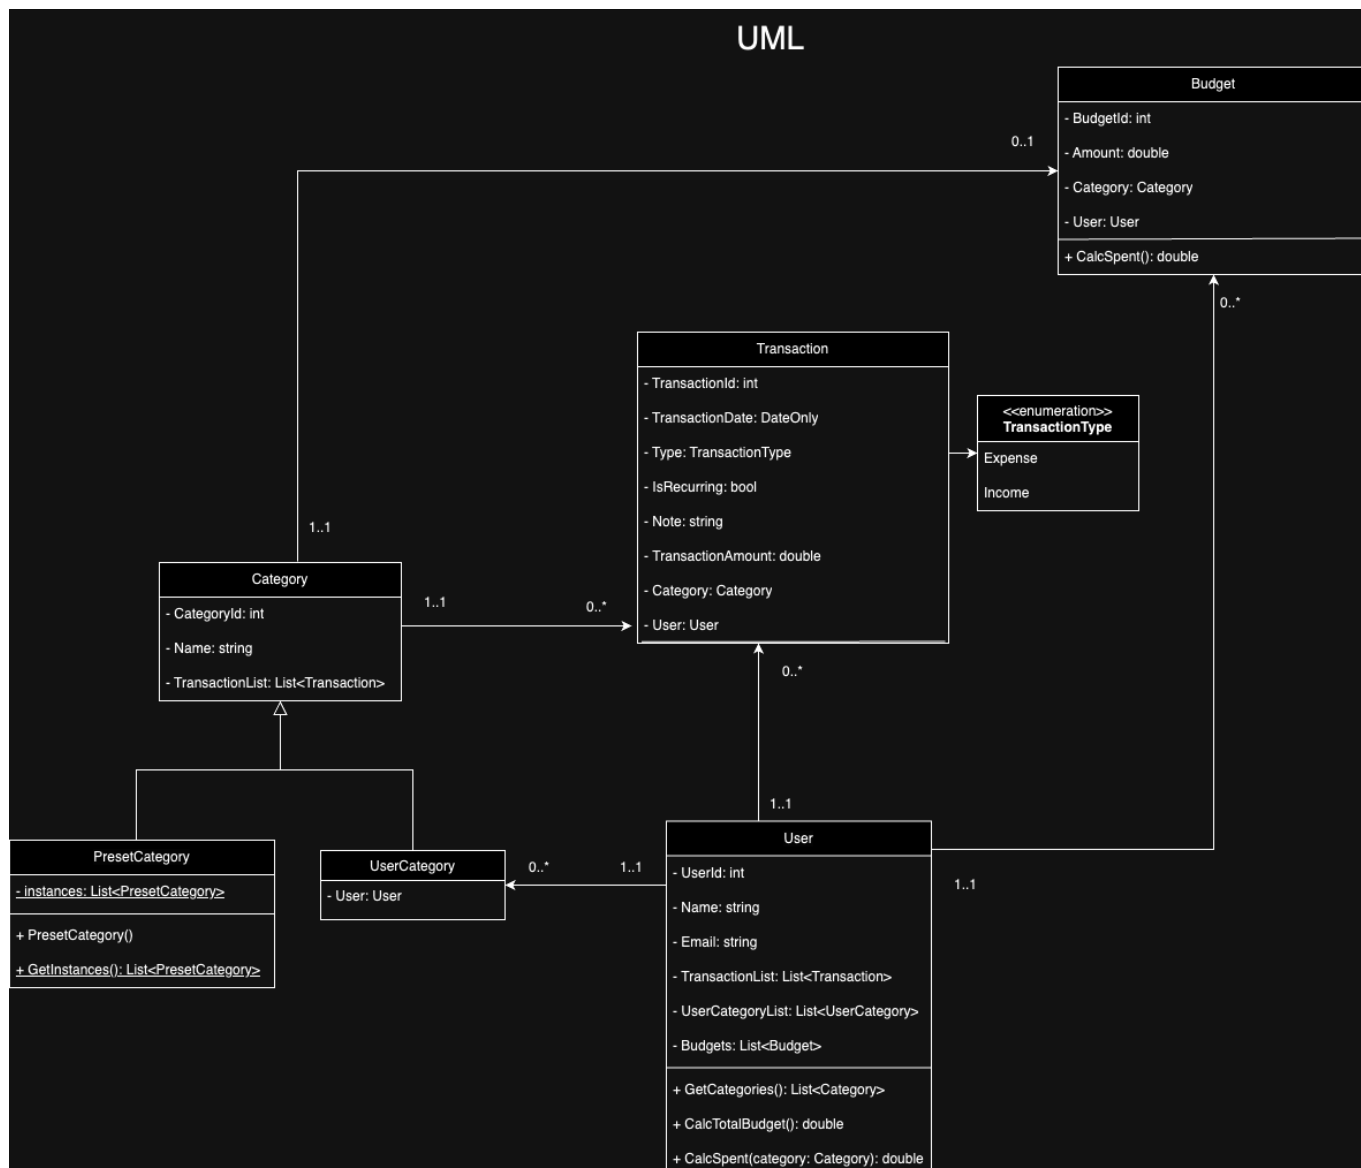 UML
Budget
- BudgetId: int
- Amount: double
- Category: Category
- User: User
+ CalcSpent(): double
0..1
0..*
Transaction
- TransactionId: int
- TransactionDate: DateOnly
- Type: TransactionType
- IsRecurring: bool
- Note: string
- TransactionAmount: double
- Category: Category
- User: User
<<enumeration>>
TransactionType
Expense
Income
1..1
Category
- CategoryId: int
- Name: string
- TransactionList: List<Transaction>
1..1
0..*
0..*
1..1
PresetCategory
- instances: List<PresetCategory>
+ PresetCategory()
+ GetInstances(): List<PresetCategory>
UserCategory
- User: User
0..*
1..1
User
- UserId: int
- Name: string
- Email: string
- TransactionList: List<Transaction>
- UserCategoryList: List<UserCategory>
- Budgets: List<Budget>
+ GetCategories(): List<Category>
+ CalcTotalBudget(): double
+ CalcSpent(category: Category): double
1..1